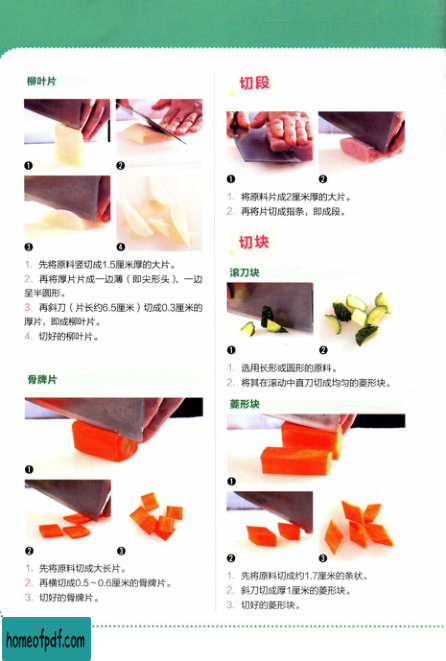 柳叶片
❶
❷
❸
❹
1. 先将原料竖切成1.5厘米厚的大片。
2. 再将厚片片成一边薄（即尖形头），一边
呈半圆形。
3. 再斜刀（片长约6.5厘米）切成0.3厘米的
厚片，即成柳叶片。
4. 切好的柳叶片。
骨牌片
❶
❷
❸
1. 先将原料切成大长片。
2. 再横切成0.5~0.6厘米的骨牌片。
3. 切好的骨牌片。
切段
❶
❷
1. 将原料片成2厘米厚的大片。
2. 再将片切成指条，即成段。
切块
滚刀块
❶
❷
1. 选用长形或圆形的原料。
2. 将其在滚动中直刀切成均匀的菱形块。
菱形块
❶
❷
❸
1. 先将原料切成约1.7厘米的条状。
2. 斜刀切成厚1厘米的菱形块。
3. 切好的菱形块。
homeofpdf.com